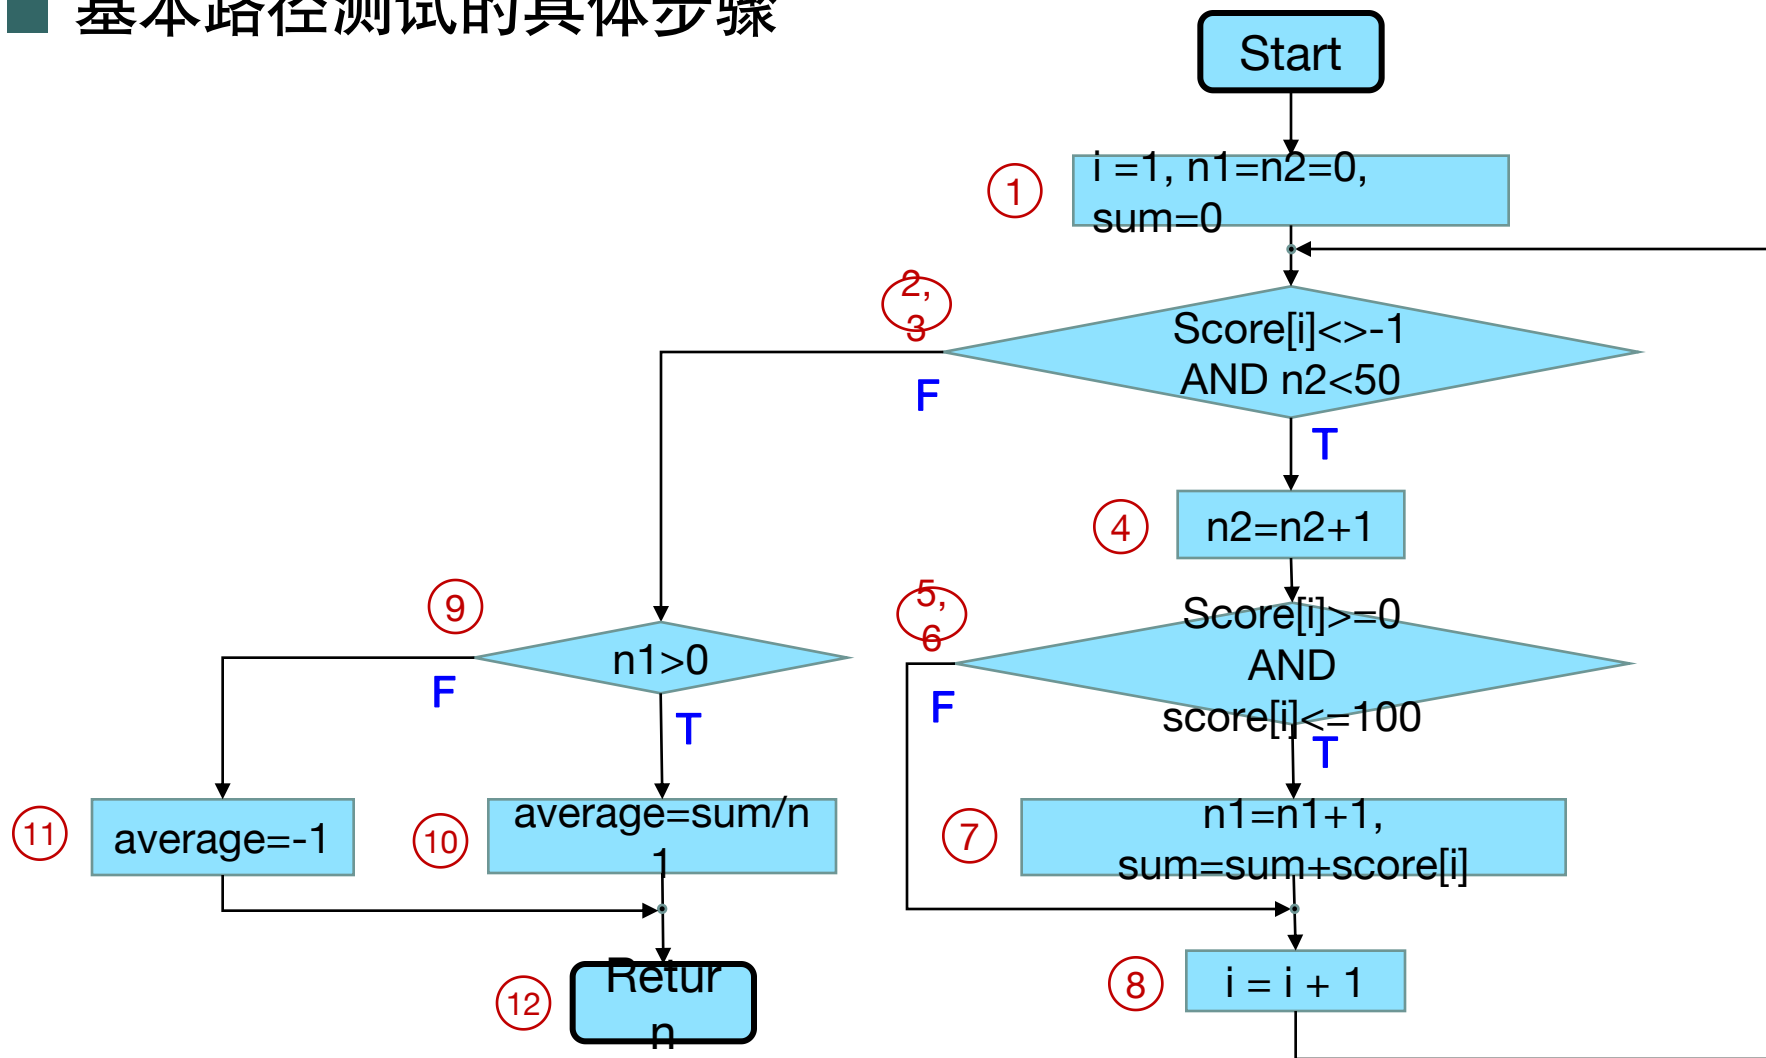 基本路径测试的具体步骤
Start
1
i =1, n1=n2=0,
sum=0
2,
3
Score[i]<>-1
AND n2<50
F
T
4
n2=n2+1
9
n1>0
F
T
5,
6
Score[i]>=0
AND
score[i]<=100
F
T
11
average=-1
10
average=sum/n
1
7
n1=n1+1,
sum=sum+score[i]
12
Retur
n
8
i = i + 1